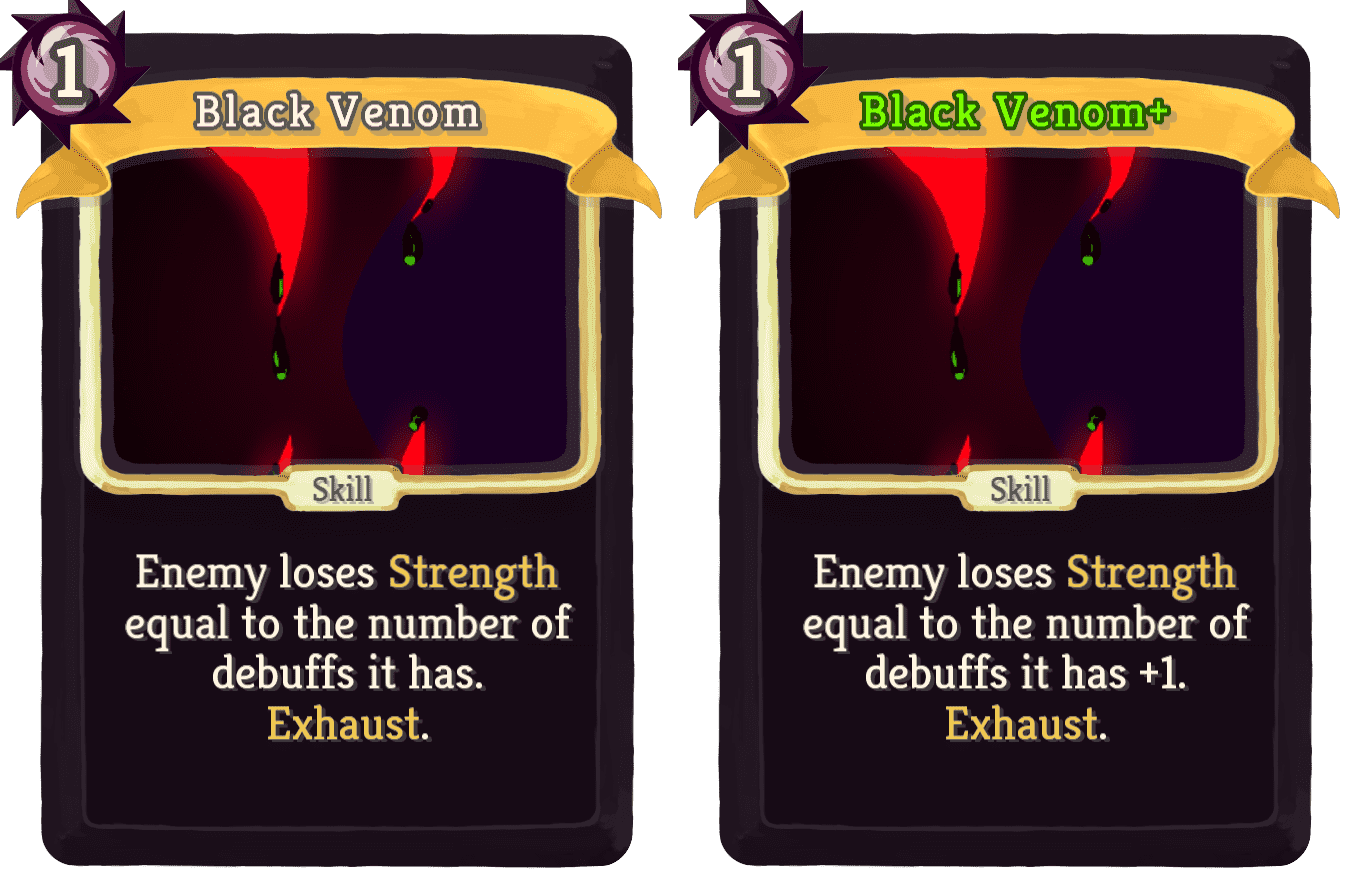 1
Black Venom
Skill
Enemy loses Strength
equal to the number of
debuffs it has.
Exhaust.
1
Black Venom+
Skill
Enemy loses Strength
equal to the number of
debuffs it has +1.
Exhaust.